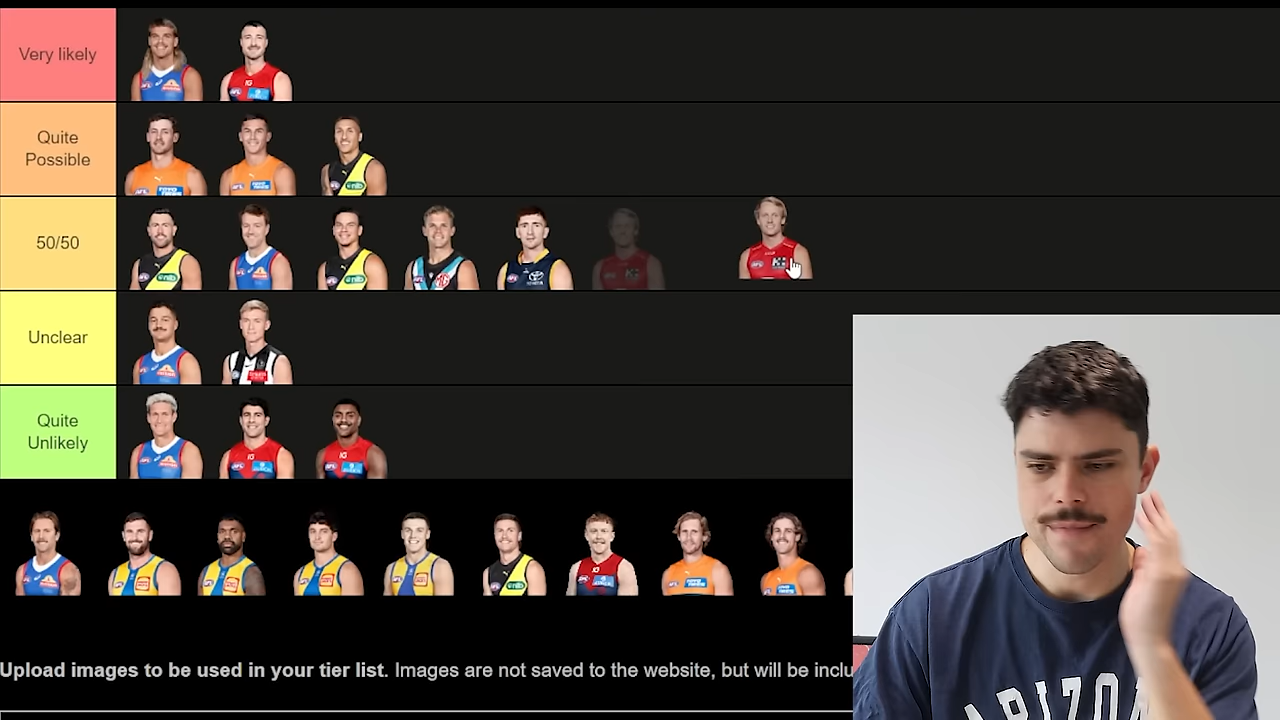 Very likely
Quite
Possible
50/50
Unclear
Quite
Unlikely
Upload images to be used in your tier list. Images are not saved to the website, but will be inclu
ARIZO